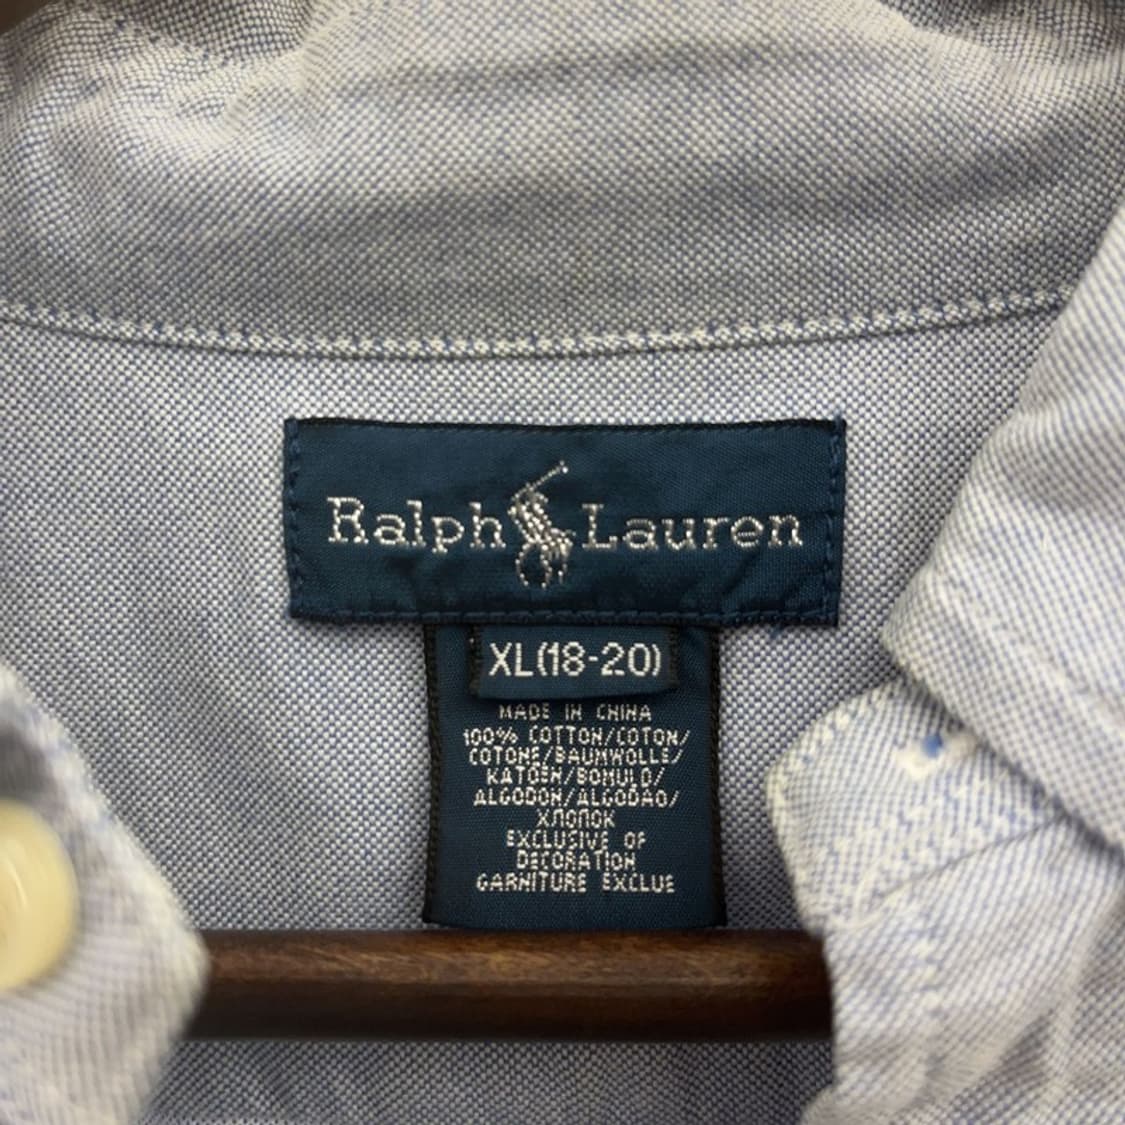 Ralph Lauren
XL(18-20)
MADE IN CHINA
100% COTTON/COTON/
COTONE/BAUMWOLLE/
KATOEN/BOMULD/
ALGODON/ALGODAO/
ХЛОПОК
EXCLUSIVE OF
DECORATION
GARNITURE EXCLUE